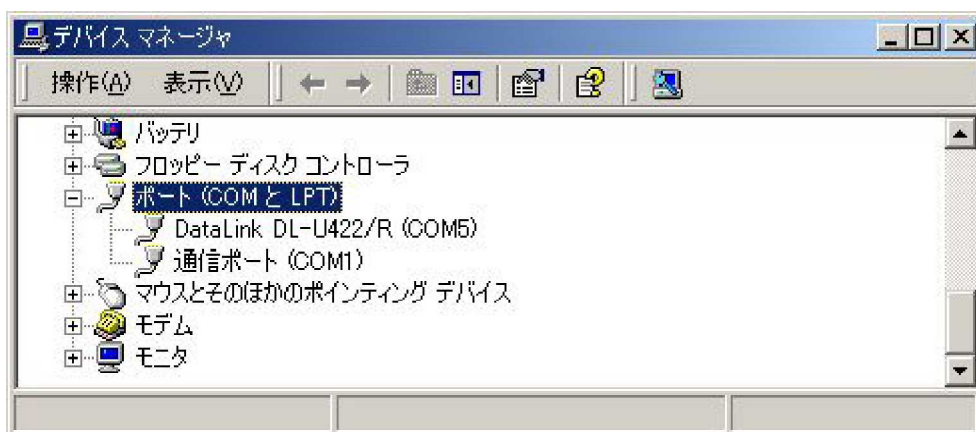 デバイス マネージャ
操作(A) 表示(V)
バッテリ
フロッピー ディスク コントローラ
ポート (COM と LPT)
DataLink DL-U422/R (COM5)
通信ポート (COM1)
マウスとそのほかのポインティング デバイス
モデム
モニタ